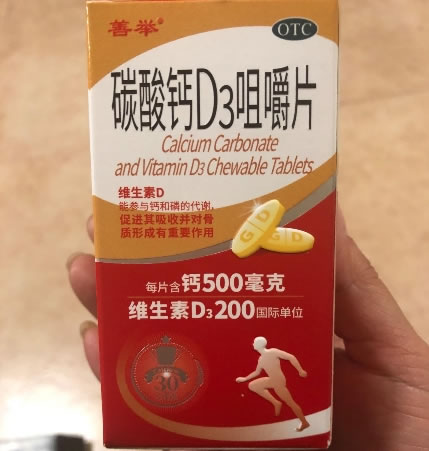 善举
OTC
碳酸钙D3咀嚼片
Calcium Carbonate
and Vitamin D3 Chewable Tablets
维生素D
能参与钙和磷的代谢,
促进其吸收并对骨
质形成有重要作用
G D
G D
每片含 钙500毫克
维生素D3 200国际单位
30